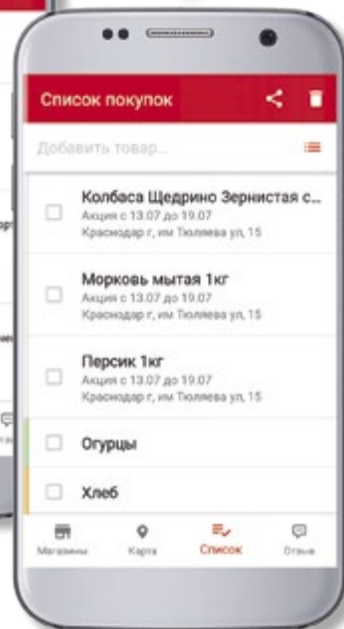 Список покупок
Добавить товар...
Колбаса Щедрино Зернистая с...
Акция с 13.07 до 19.07
Краснодар г, им Тюляева ул, 15
Морковь мытая 1кг
Акция с 13.07 до 19.07
Краснодар г, им Тюляева ул, 15
Персик 1кг
Акция с 13.07 до 19.07
Краснодар г, им Тюляева ул, 15
Огурцы
Хлеб
Магазины Карта Список Отзыв